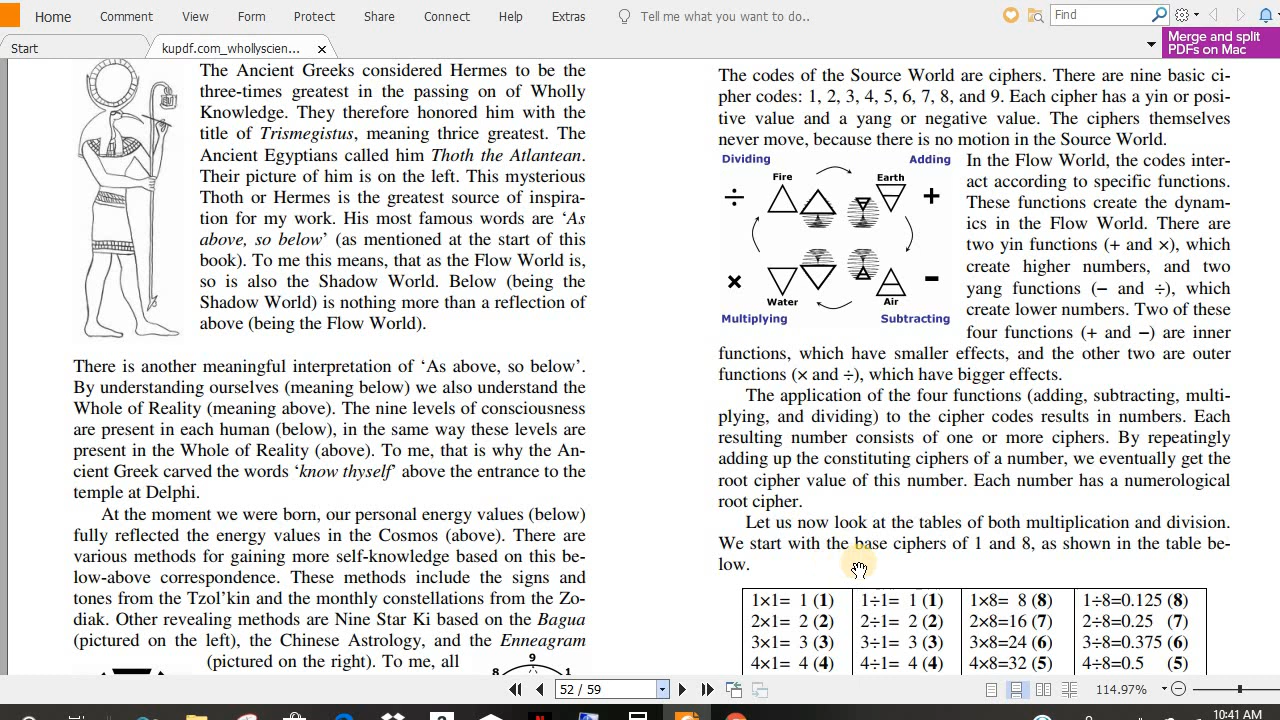 Home Comment View Form Protect Share Connect Help Extras Tell me what you want to do.. Find
Start kupdf.com_whollyscien... × Merge and split
PDFs on Mac
The Ancient Greeks considered Hermes to be the
three-times greatest in the passing on of Wholly
Knowledge. They therefore honored him with the
title of Trismegistus, meaning thrice greatest. The
Ancient Egyptians called him Thoth the Atlantean.
Their picture of him is on the left. This mysterious
Thoth or Hermes is the greatest source of inspira-
tion for my work. His most famous words are ‘As
above, so below’ (as mentioned at the start of this
book). To me this means, that as the Flow World is,
so is also the Shadow World. Below (being the
Shadow World) is nothing more than a reflection of
above (being the Flow World).
There is another meaningful interpretation of ‘As above, so below’.
By understanding ourselves (meaning below) we also understand the
Whole of Reality (meaning above). The nine levels of consciousness
are present in each human (below), in the same way these levels are
present in the Whole of Reality (above). To me, that is why the An-
cient Greek carved the words ‘know thyself’ above the entrance to the
temple at Delphi.
At the moment we were born, our personal energy values (below)
fully reflected the energy values in the Cosmos (above). There are
various methods for gaining more self-knowledge based on this be-
low-above correspondence. These methods include the signs and
tones from the Tzol’kin and the monthly constellations from the Zo-
diak. Other revealing methods are Nine Star Ki based on the Bagua
(pictured on the left), the Chinese Astrology, and the Enneagram
(pictured on the right). To me, all
9
8 1
The codes of the Source World are ciphers. There are nine basic ci-
pher codes: 1, 2, 3, 4, 5, 6, 7, 8, and 9. Each cipher has a yin or posi-
tive value and a yang or negative value. The ciphers themselves
never move, because there is no motion in the Source World.
Dividing Adding
Fire Earth
÷ +
× −
Water Air
Multiplying Subtracting
In the Flow World, the codes inter-
act according to specific functions.
These functions create the dynam-
ics in the Flow World. There are
two yin functions (+ and ×), which
create higher numbers, and two
yang functions (− and ÷), which
create lower numbers. Two of these
four functions (+ and −) are inner
functions, which have smaller effects, and the other two are outer
functions (× and ÷), which have bigger effects.
The application of the four functions (adding, subtracting, multi-
plying, and dividing) to the cipher codes results in numbers. Each
resulting number consists of one or more ciphers. By repeatingly
adding up the constituting ciphers of a number, we eventually get the
root cipher value of this number. Each number has a numerological
root cipher.
Let us now look at the tables of both multiplication and division.
We start with the base ciphers of 1 and 8, as shown in the table be-
low.
1×1= 1 (1) 1÷1= 1 (1) 1×8= 8 (8) 1÷8=0.125 (8)
2×1= 2 (2) 2÷1= 2 (2) 2×8=16 (7) 2÷8=0.25 (7)
3×1= 3 (3) 3÷1= 3 (3) 3×8=24 (6) 3÷8=0.375 (6)
4×1= 4 (4) 4÷1= 4 (4) 4×8=32 (5) 4÷8=0.5 (5)
52 / 59 114.97%
10:41 AM